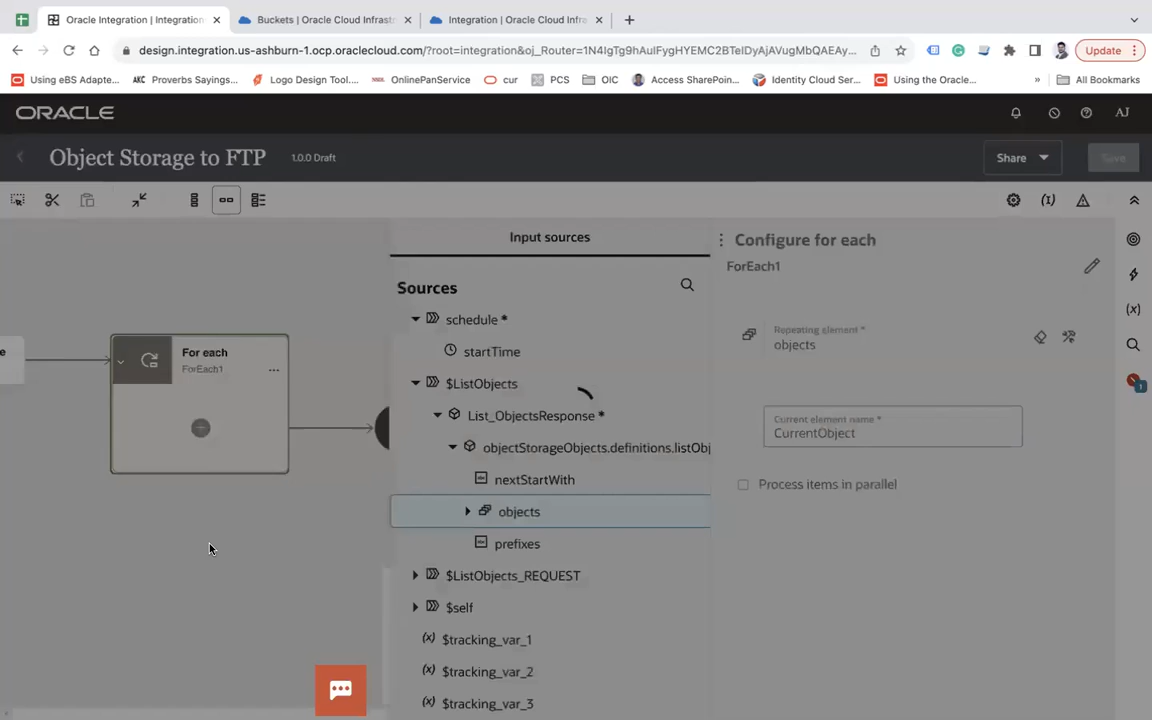 Oracle Integration | Integration
Buckets | Oracle Cloud Infrast
Integration | Oracle Cloud Infra
design.integration.us-ashburn-1.ocp.oraclecloud.com/?root=integration&oj_Router=1N4IgTg9hAulFygHYEMC2BTelDyAjAVugMbQAEAy...
Update
Using eBS Adapte...
AKC Proverbs Sayings...
Logo Design Tool....
OnlinePanService
cur
PCS
OIC
Access SharePoin...
Identity Cloud Ser...
Using the Oracle...
»
All Bookmarks
ORACLE
AJ
Object Storage to FTP
1.0.0 Draft
Share
Save
Input sources
Configure for each
ForEach1
Sources
schedule *
startTime
$ListObjects
List_ObjectsResponse *
objectStorageObjects.definitions.listObj
nextStartWith
objects
prefixes
$ListObjects_REQUEST
$self
(x) $tracking_var_1
(x) $tracking_var_2
(x) $tracking_var_3
Repeating element *
objects
Current element name *
CurrentObject
Process items in parallel
e
For each
ForEach1
...
(x)
1